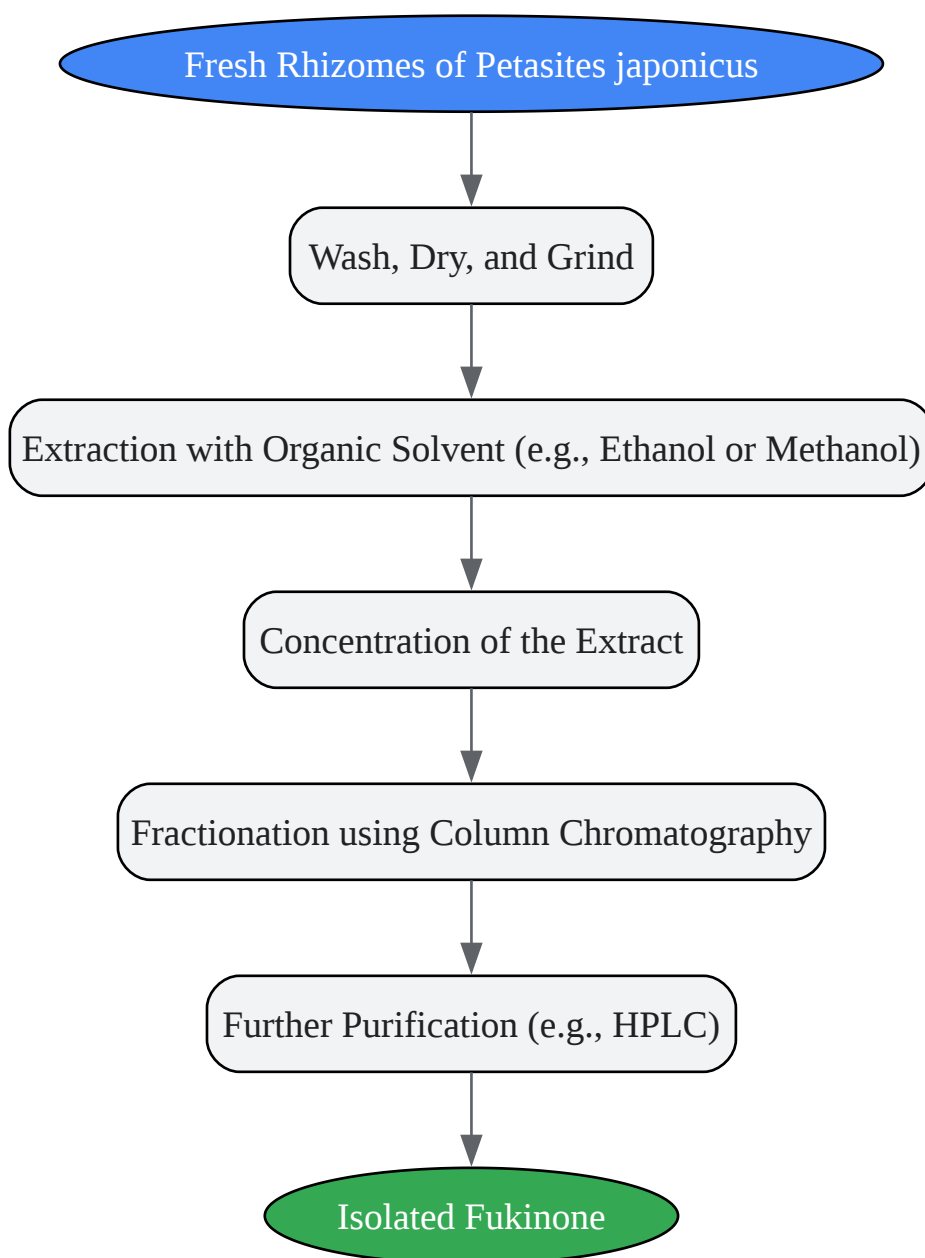 Fresh Rhizomes of Petasites japonicus
Wash, Dry, and Grind
Extraction with Organic Solvent (e.g., Ethanol or Methanol)
Concentration of the Extract
Fractionation using Column Chromatography
Further Purification (e.g., HPLC)
Isolated Fukinone